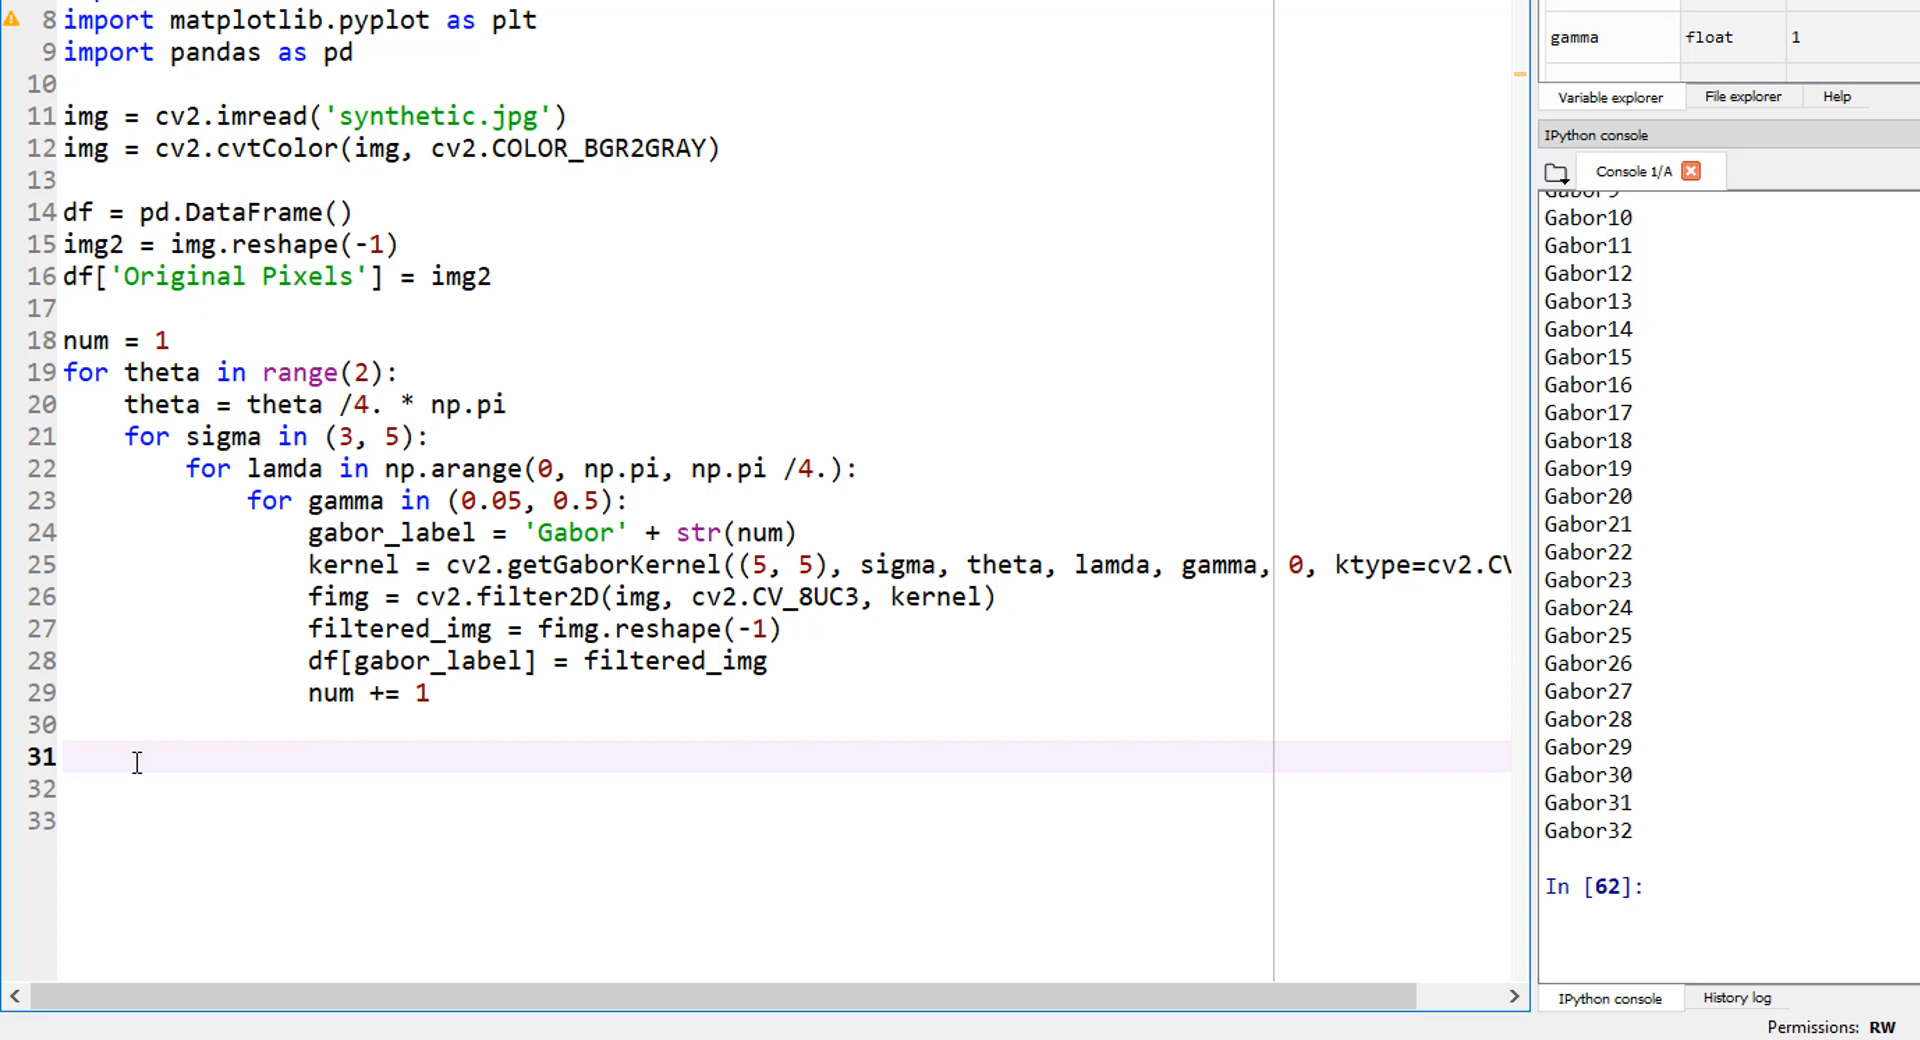 8 import matplotlib.pyplot as plt
9 import pandas as pd
10
11 img = cv2.imread('synthetic.jpg')
12 img = cv2.cvtColor(img, cv2.COLOR_BGR2GRAY)
13
14 df = pd.DataFrame()
15 img2 = img.reshape(-1)
16 df['Original Pixels'] = img2
17
18 num = 1
19 for theta in range(2):
20     theta = theta /4. * np.pi
21     for sigma in (3, 5):
22         for lamda in np.arange(0, np.pi, np.pi /4.):
23             for gamma in (0.05, 0.5):
24                 gabor_label = 'Gabor' + str(num)
25                 kernel = cv2.getGaborKernel((5, 5), sigma, theta, lamda, gamma, 0, ktype=cv2.CV
26                 fimg = cv2.filter2D(img, cv2.CV_8UC3, kernel)
27                 filtered_img = fimg.reshape(-1)
28                 df[gabor_label] = filtered_img
29                 num += 1
30
31
32
33
gamma float 1
Variable explorer File explorer Help
IPython console
Console 1/A
Gabor9
Gabor10
Gabor11
Gabor12
Gabor13
Gabor14
Gabor15
Gabor16
Gabor17
Gabor18
Gabor19
Gabor20
Gabor21
Gabor22
Gabor23
Gabor24
Gabor25
Gabor26
Gabor27
Gabor28
Gabor29
Gabor30
Gabor31
Gabor32
In [62]:
IPython console History log
Permissions: RW